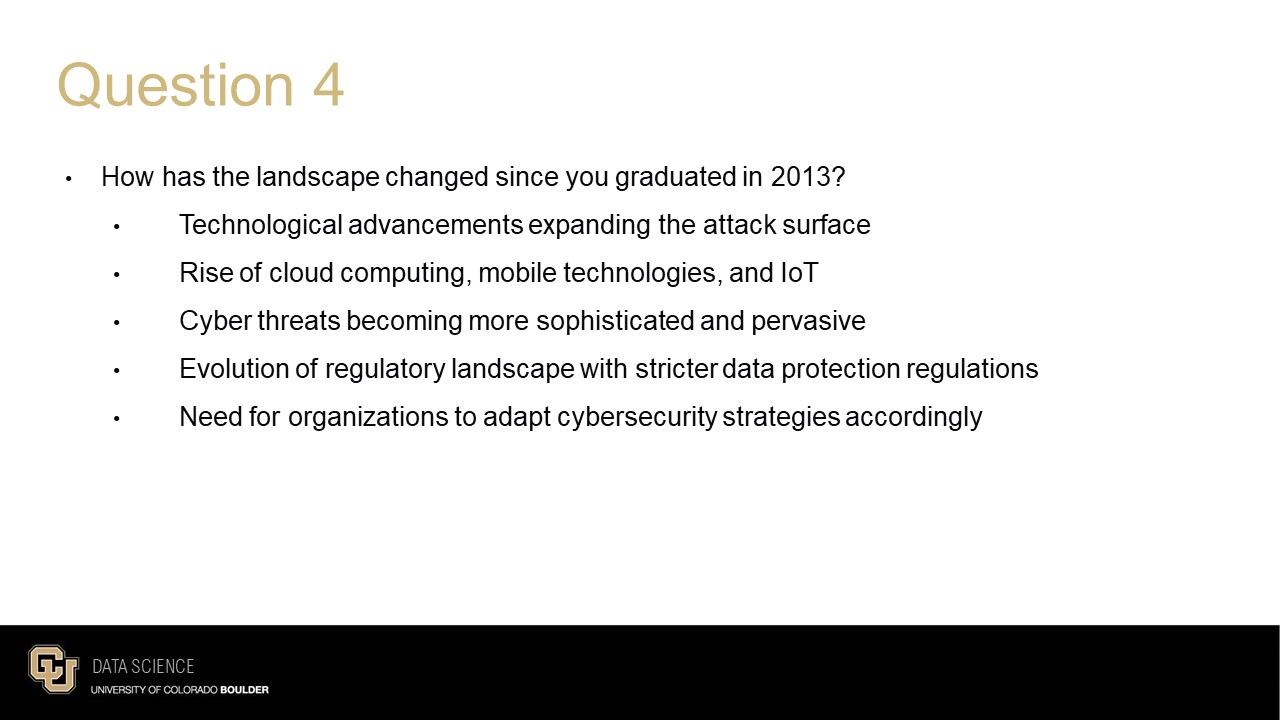 Question 4
• How has the landscape changed since you graduated in 2013?
• Technological advancements expanding the attack surface
• Rise of cloud computing, mobile technologies, and IoT
• Cyber threats becoming more sophisticated and pervasive
• Evolution of regulatory landscape with stricter data protection regulations
• Need for organizations to adapt cybersecurity strategies accordingly
CU
DATA SCIENCE
UNIVERSITY OF COLORADO BOULDER